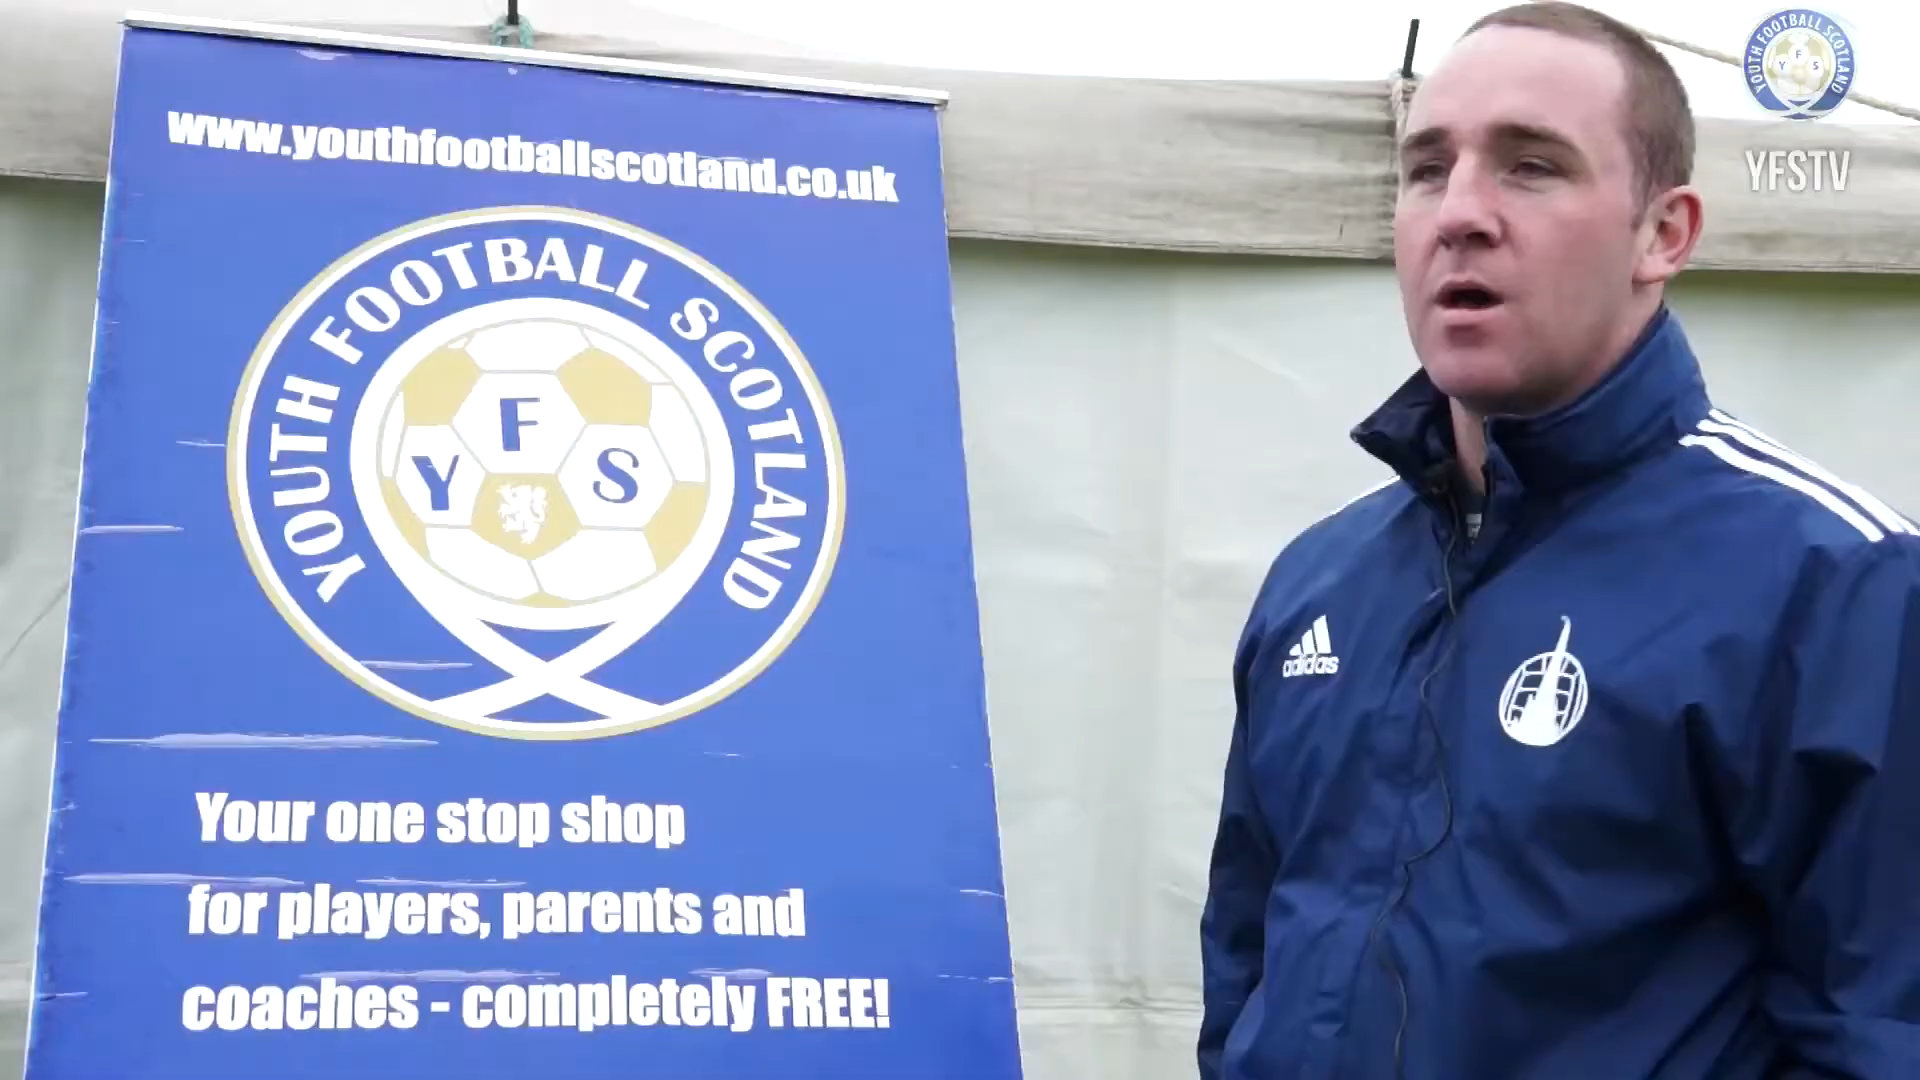 www.youthfootballscotland.co.uk
YOUTH FOOTBALL SCOTLAND
F
Y S
Your one stop shop
for players, parents and
coaches - completely FREE!
adidas
YOUTH FOOTBALL SCOTLAND
F
Y S
YFSTV